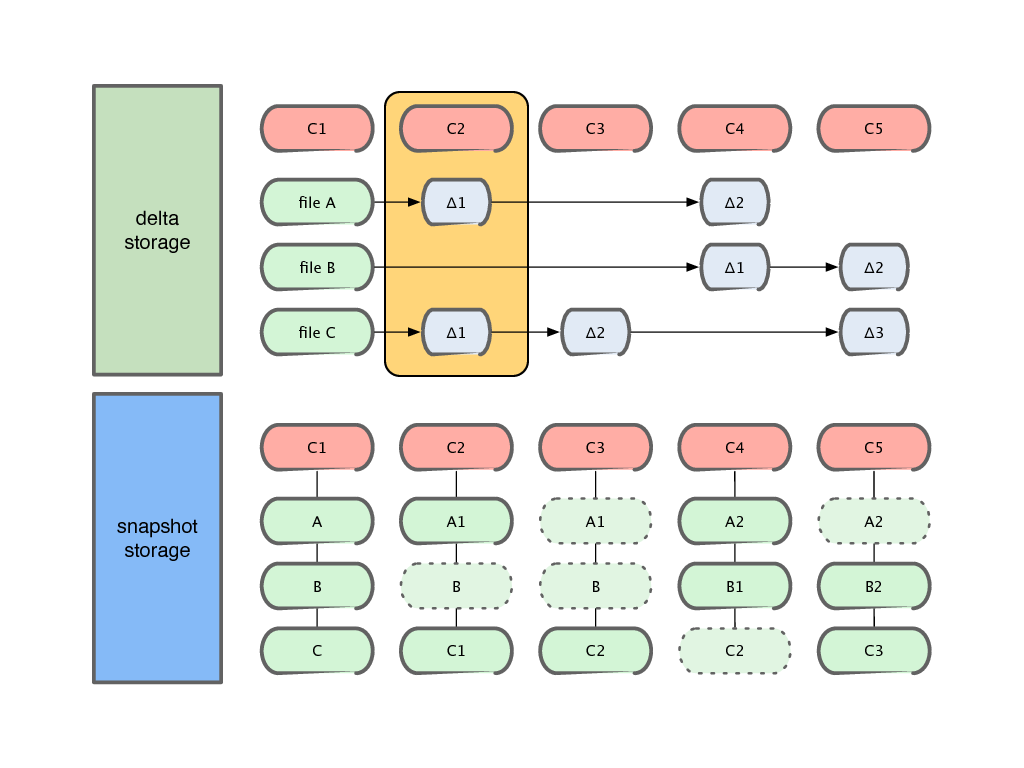 delta
storage
C1 C2 C3 C4 C5
file A Δ1 Δ2
file B Δ1 Δ2
file C Δ1 Δ2 Δ3
snapshot
storage
C1 C2 C3 C4 C5
A A1 A1 A2 A2
B B B B1 B2
C C1 C2 C2 C3